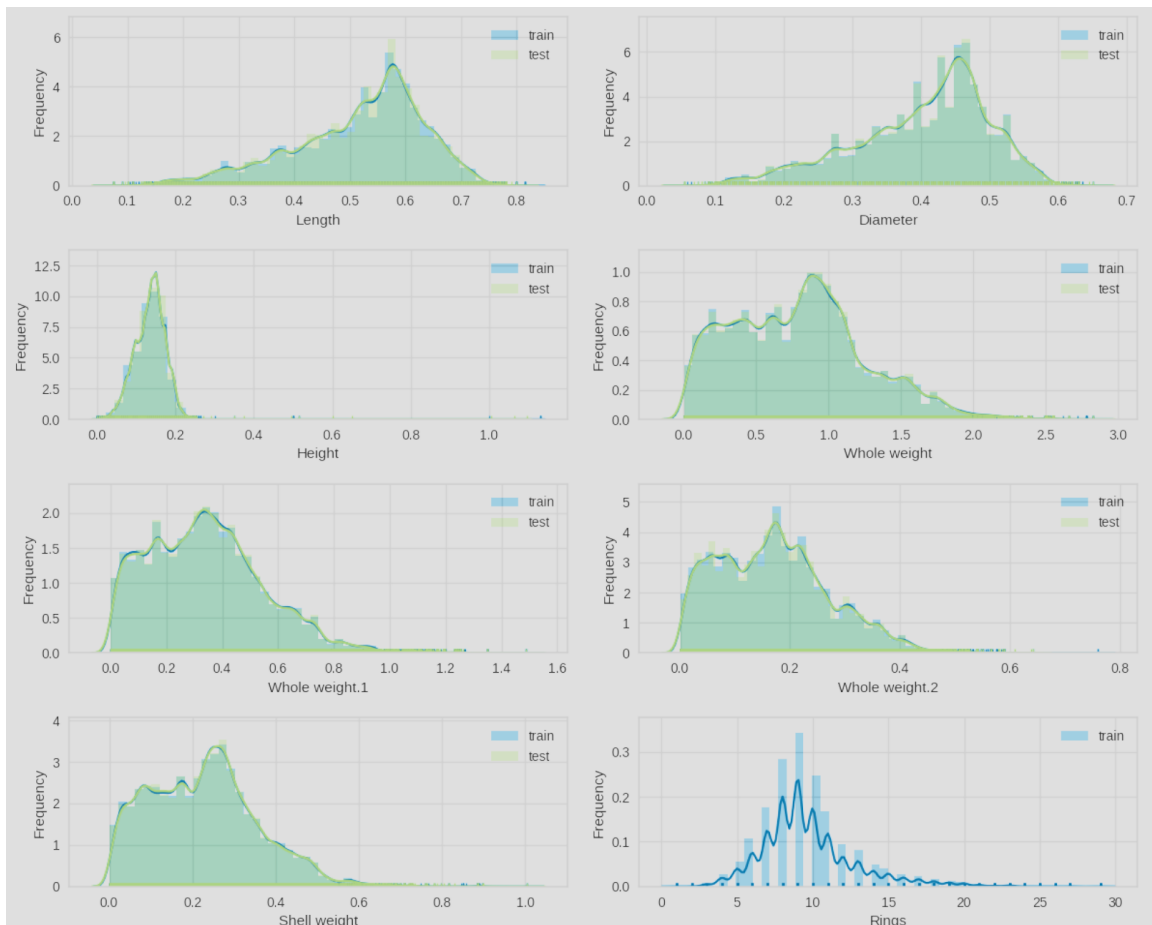 train
test
Frequency
6
4
2
0
0.0 0.1 0.2 0.3 0.4 0.5 0.6 0.7 0.8
Length
train
test
Frequency
6
4
2
0
0.0 0.1 0.2 0.3 0.4 0.5 0.6 0.7
Diameter
train
test
Frequency
12.5
10.0
7.5
5.0
2.5
0.0
0.0 0.2 0.4 0.6 0.8 1.0
Height
train
test
Frequency
1.0
0.8
0.6
0.4
0.2
0.0
0.0 0.5 1.0 1.5 2.0 2.5 3.0
Whole weight
train
test
Frequency
2.0
1.5
1.0
0.5
0.0
0.0 0.2 0.4 0.6 0.8 1.0 1.2 1.4 1.6
Whole weight.1
train
test
Frequency
5
4
3
2
1
0
0.0 0.2 0.4 0.6 0.8
Whole weight.2
train
test
Frequency
4
3
2
1
0
0.0 0.2 0.4 0.6 0.8 1.0
Shell weight
train
Frequency
0.3
0.2
0.1
0.0
0 5 10 15 20 25 30
Rings